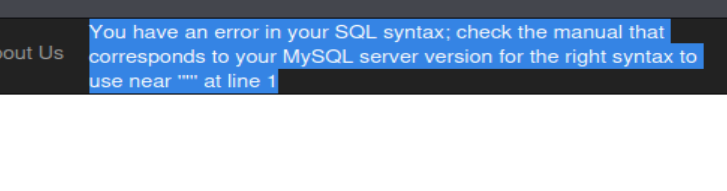 You have an error in your SQL syntax; check the manual that
out Us corresponds to your MySQL server version for the right syntax to
use near '''' at line 1